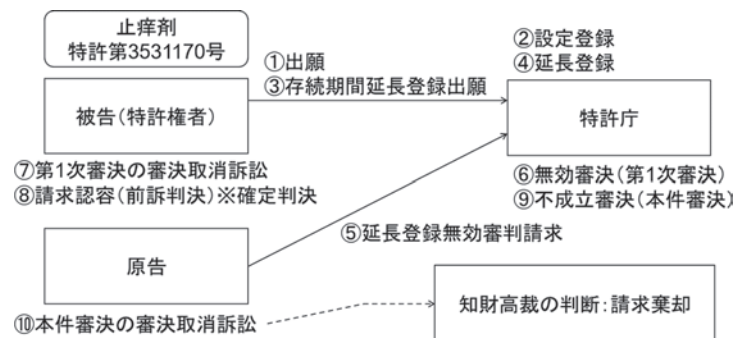 止痒剤
特許第3531170号
①出願
③存続期間延長登録出願
②設定登録
④延長登録
被告(特許権者)
特許庁
⑦第1次審決の審決取消訴訟
⑧請求認容(前訴判決)※確定判決
⑥無効審決(第1次審決)
⑨不成立審決(本件審決)
⑤延長登録無効審判請求
原告
⑩本件審決の審決取消訴訟
知財高裁の判断:請求棄却